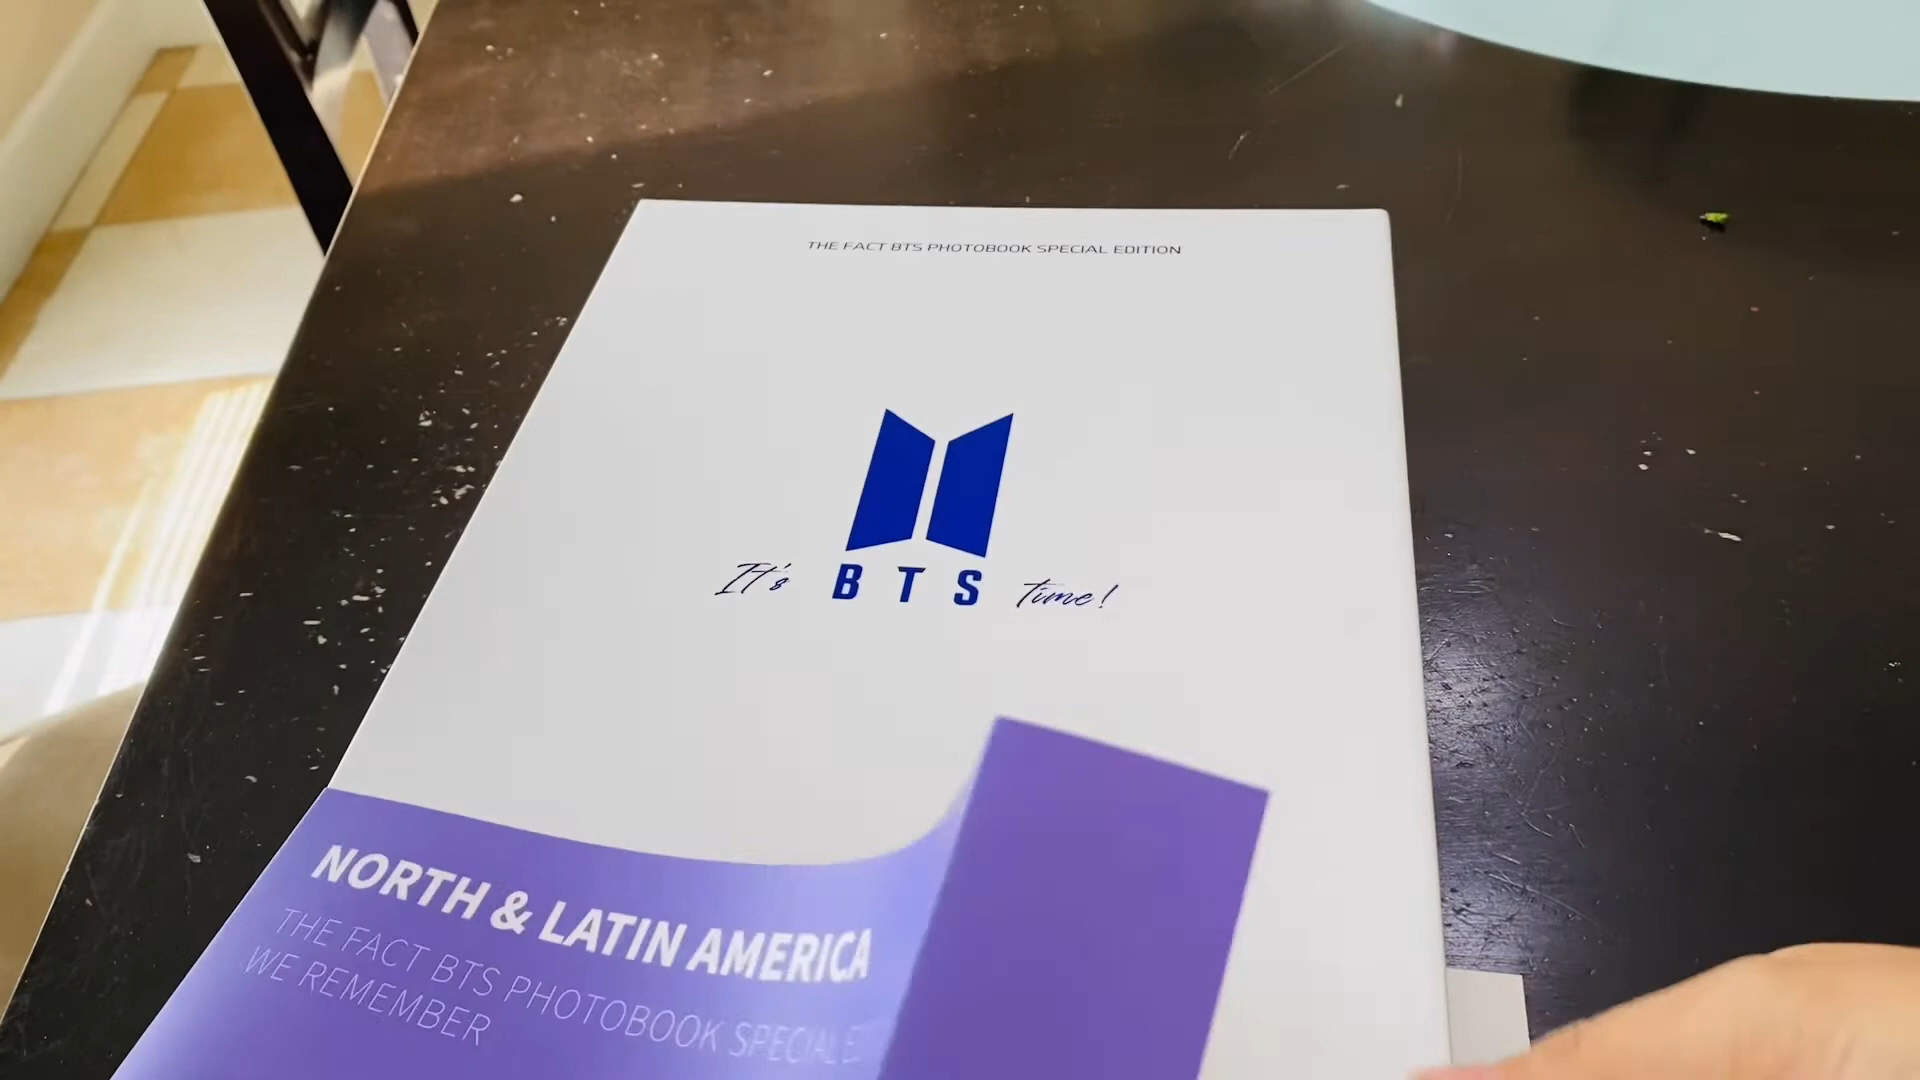 THE FACT BTS PHOTOBOOK SPECIAL EDITION
It's BTS time!
NORTH & LATIN AMERICA
THE FACT BTS PHOTOBOOK
WE REMEMBER